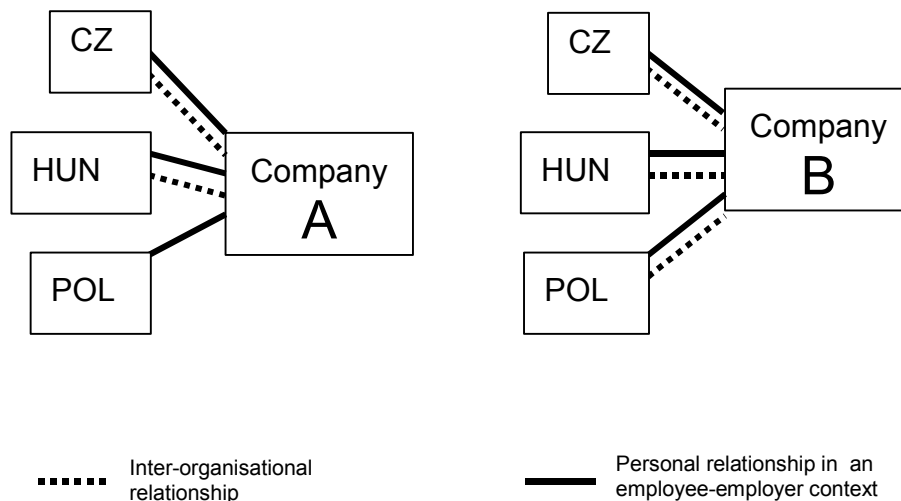 CZ
HUN
POL
Company
A
CZ
HUN
POL
Company
B
Inter-organisational
relationship
Personal relationship in an
employee-employer context